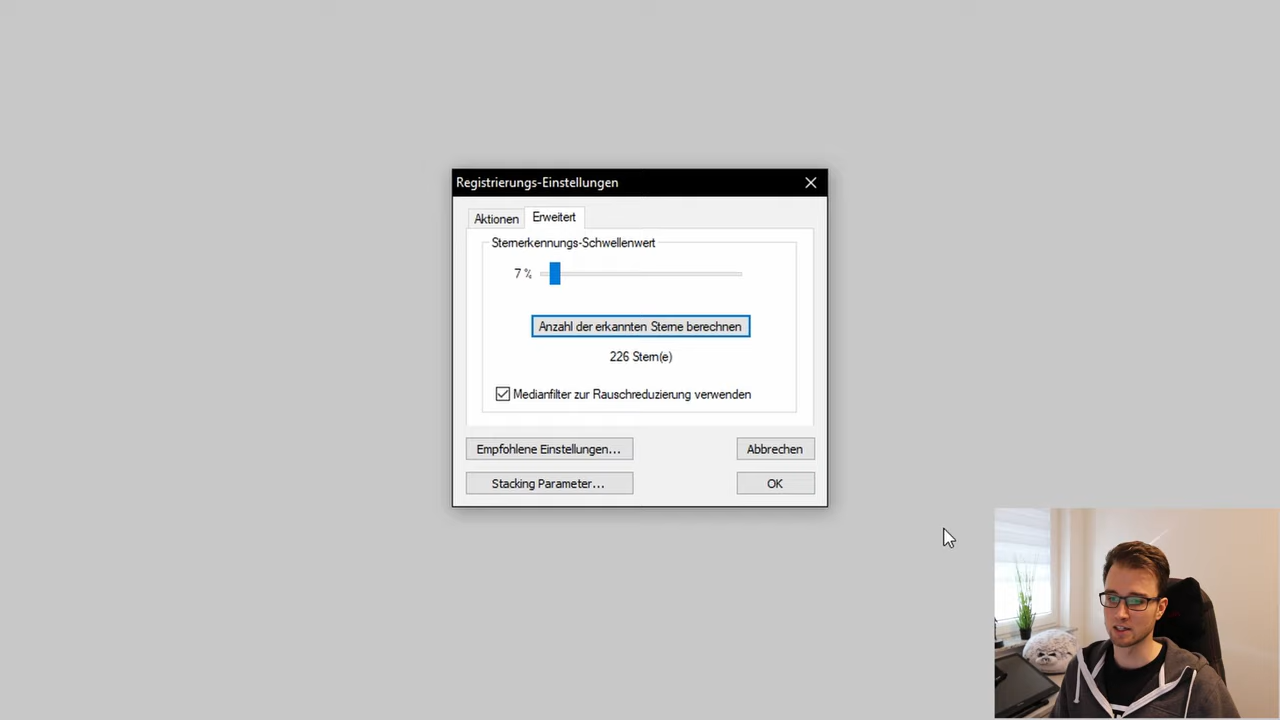 Registrierungs-Einstellungen
Aktionen
Erweitert
Sternerkennungs-Schwellenwert
7 %
Anzahl der erkannten Sterne berechnen
226 Stern(e)
Medianfilter zur Rauschreduzierung verwenden
Empfohlene Einstellungen...
Abbrechen
Stacking Parameter...
OK